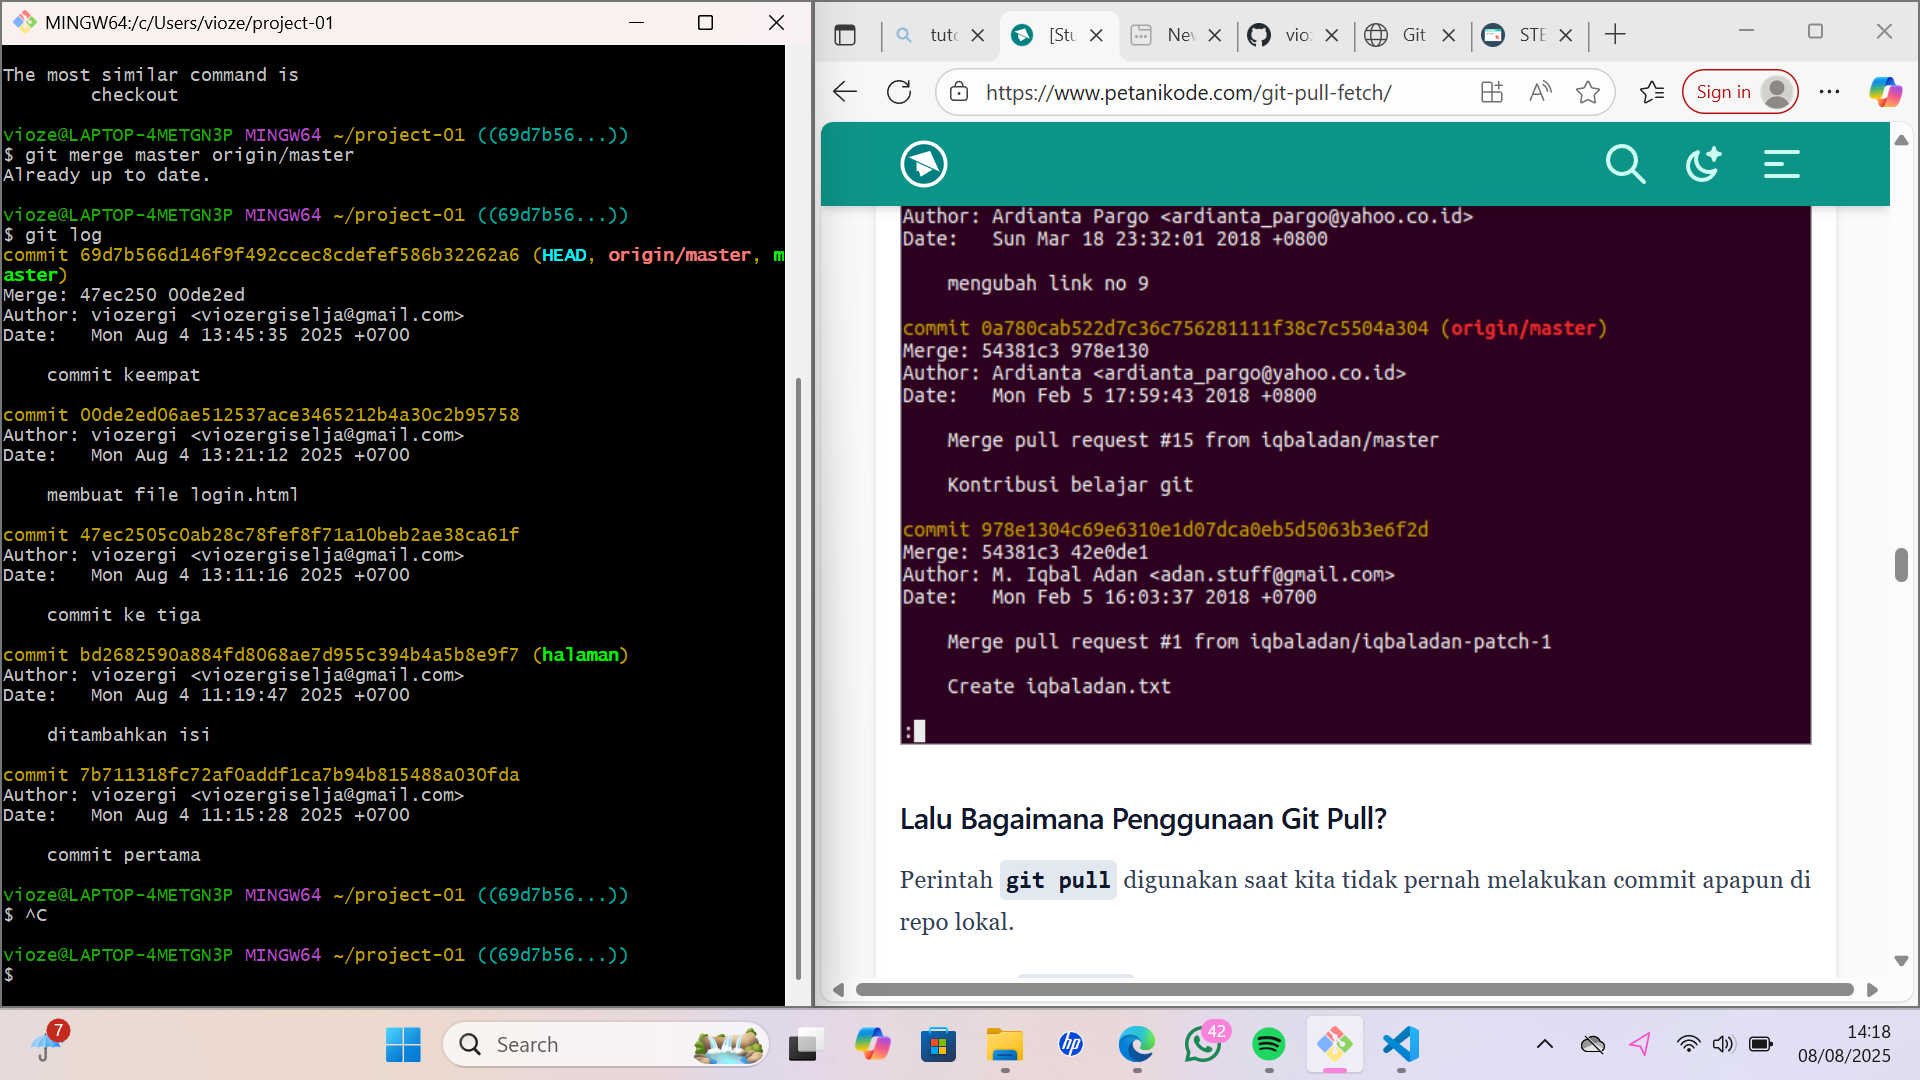 MINGW64:/c/Users/vioze/project-01
The most similar command is
checkout
vioze@LAPTOP-4METGN3P MINGW64 ~/project-01 ((69d7b56...))
$ git merge master origin/master
Already up to date.
vioze@LAPTOP-4METGN3P MINGW64 ~/project-01 ((69d7b56...))
$ git log
commit 69d7b566d146f9f492ccec8cdefef586b32262a6 (HEAD, origin/master, m
aster)
Merge: 47ec250 00de2ed
Author: viozergi <viozergiselja@gmail.com>
Date:   Mon Aug 4 13:45:35 2025 +0700
commit keempat
commit 00de2ed06ae512537ace3465212b4a30c2b95758
Author: viozergi <viozergiselja@gmail.com>
Date:   Mon Aug 4 13:21:12 2025 +0700
membuat file login.html
commit 47ec2505c0ab28c78fef8f71a10beb2ae38ca61f
Author: viozergi <viozergiselja@gmail.com>
Date:   Mon Aug 4 13:11:16 2025 +0700
commit ke tiga
commit bd2682590a884fd8068ae7d955c394b4a5b8e9f7 (halaman)
Author: viozergi <viozergiselja@gmail.com>
Date:   Mon Aug 4 11:19:47 2025 +0700
ditambahkan isi
commit 7b711318fc72af0addf1ca7b94b815488a030fda
Author: viozergi <viozergiselja@gmail.com>
Date:   Mon Aug 4 11:15:28 2025 +0700
commit pertama
vioze@LAPTOP-4METGN3P MINGW64 ~/project-01 ((69d7b56...))
$ ^C
vioze@LAPTOP-4METGN3P MINGW64 ~/project-01 ((69d7b56...))
$
tuto [Stu Nev vioz Git STE
https://www.petanikode.com/git-pull-fetch/ Sign in
Author: Ardianta Pargo <ardianta_pargo@yahoo.co.id>
Date:   Sun Mar 18 23:32:01 2018 +0800
mengubah link no 9
commit 0a780cab522d7c36c756281111f38c7c5504a304 (origin/master)
Merge: 54381c3 978e130
Author: Ardianta <ardianta_pargo@yahoo.co.id>
Date:   Mon Feb 5 17:59:43 2018 +0800
Merge pull request #15 from iqbaladan/master
Kontribusi belajar git
commit 978e1304c69e6310e1d07dca0eb5d5063b3e6f2d
Merge: 54381c3 42e0de1
Author: M. Iqbal Adan <adan.stuff@gmail.com>
Date:   Mon Feb 5 16:03:37 2018 +0700
Merge pull request #1 from iqbaladan/iqbaladan-patch-1
Create iqbaladan.txt
:
Lalu Bagaimana Penggunaan Git Pull?
Perintah git pull digunakan saat kita tidak pernah melakukan commit apapun di
repo lokal.
7
Search
hp
42
14:18
08/08/2025